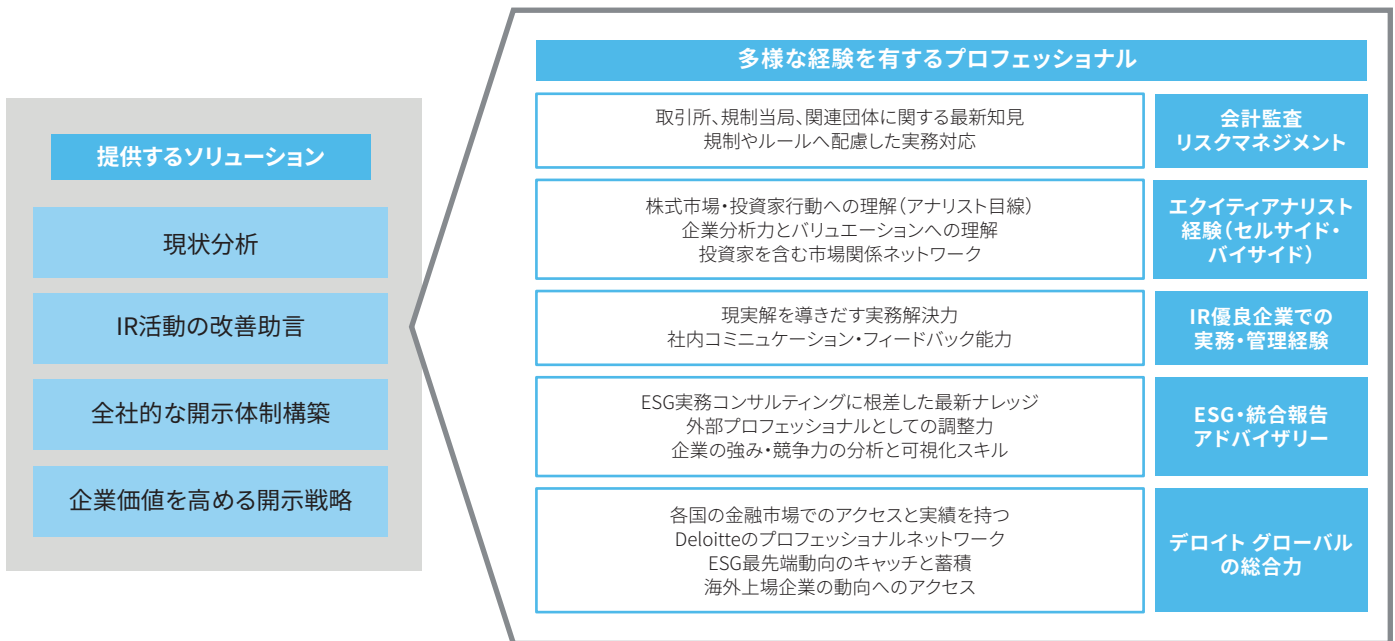 提供するソリューション
現状分析
IR活動の改善助言
全社的な開示体制構築
企業価値を高める開示戦略
多様な経験を有するプロフェッショナル
取引所、規制当局、関連団体に関する最新知見
規制やルールへ配慮した実務対応
会計監査
リスクマネジメント
株式市場・投資家行動への理解（アナリスト目線）
企業分析力とバリュエーションへの理解
投資家を含む市場関係ネットワーク
エクイティアナリスト
経験（セルサイド・
バイサイド）
現実解を導きだす実務解決力
社内コミニュケーション・フィードバック能力
IR優良企業での
実務・管理経験
ESG実務コンサルティングに根差した最新ナレッジ
外部プロフェッショナルとしての調整力
企業の強み・競争力の分析と可視化スキル
ESG・統合報告
アドバイザリー
各国の金融市場でのアクセスと実績を持つ
Deloitteのプロフェッショナルネットワーク
ESG最先端動向のキャッチと蓄積
海外上場企業の動向へのアクセス
デロイト グローバル
の総合力